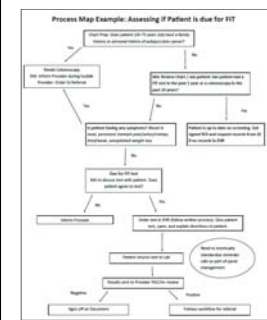 Process Map Example: Assessing if Patient is due for FIT
Chart Prep: Does patient (50-75 years old) have a family
history or personal history of polyps/colon cancer?
Yes
No
Needs Colonoscopy
MA: Inform Provider during huddle
Provider: Order GI Referral
MA: Review Chart / ask patient: Has patient had a
FIT test in the past 1 year or a colonoscopy in the
past 10 years?
Yes
No
Yes
Is patient having any symptoms? Blood in
stool, persistent stomach pain/aches/cramps,
unexplained weight loss
Patient is up to date on screening. Get
signed ROI and request records from GI
if no records in EHR
No
Due for FIT test
MA to discuss test with patient. Does
patient agree to test?
No
Yes
Inform Provider
Order test in EHR (follow written process). Give patient
test, open, and explain directions to patient
Patient returns test to Lab
Need to eventually
standardize reminder
calls as part of panel
management
Results sent to Provider for review
Negative
Positive
Sign off on Document
Follows workflow for referral